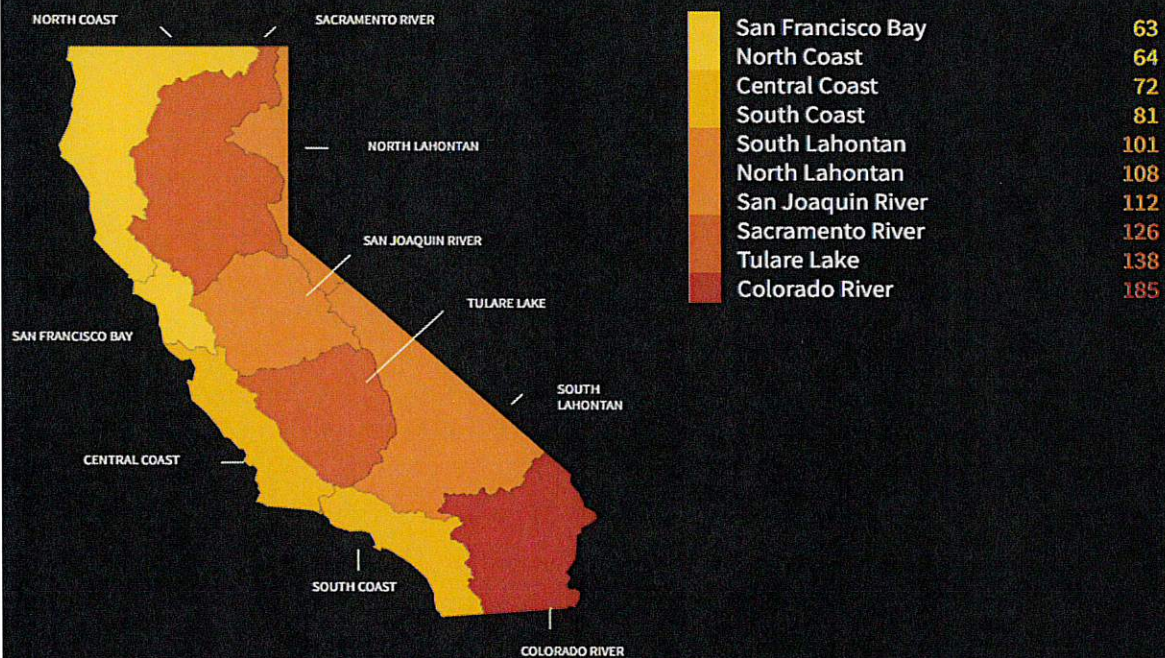 NORTH COAST
SACRAMENTO RIVER
NORTH LAHONTAN
SAN JOAQUIN RIVER
TULARE LAKE
SAN FRANCISCO BAY
SOUTH
LAHONTAN
CENTRAL COAST
SOUTH COAST
COLORADO RIVER
San Francisco Bay 63
North Coast 64
Central Coast 72
South Coast 81
South Lahontan 101
North Lahontan 108
San Joaquin River 112
Sacramento River 126
Tulare Lake 138
Colorado River 185